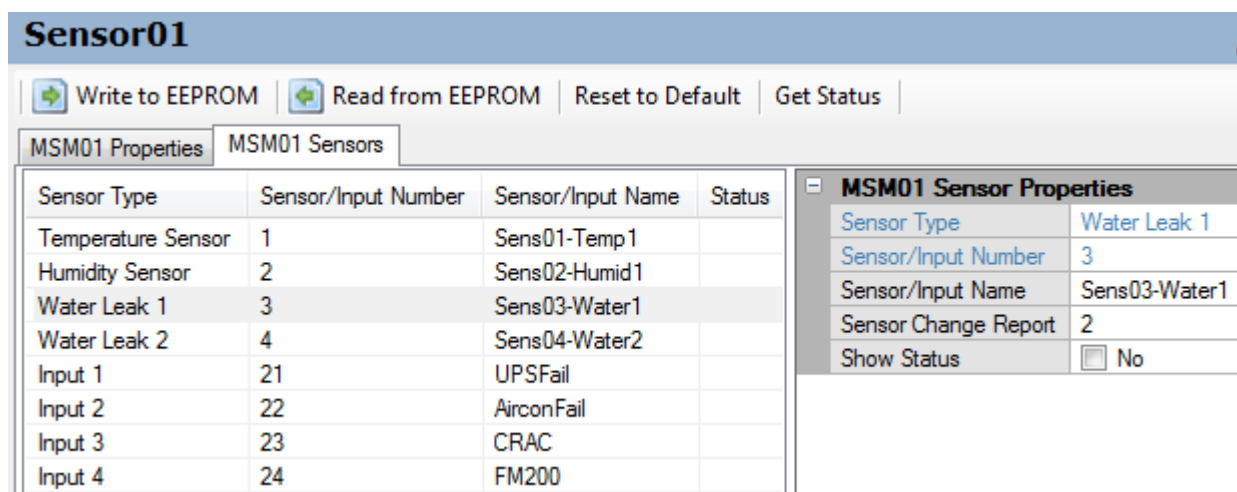 Sensor01
Write to EEPROM Read from EEPROM Reset to Default Get Status
MSM01 Properties MSM01 Sensors
Sensor Type Sensor/Input Number Sensor/Input Name Status
Temperature Sensor 1 Sens01-Temp1
Humidity Sensor 2 Sens02-Humid1
Water Leak 1 3 Sens03-Water1
Water Leak 2 4 Sens04-Water2
Input 1 21 UPSFail
Input 2 22 AirconFail
Input 3 23 CRAC
Input 4 24 FM200
MSM01 Sensor Properties
Sensor Type Water Leak 1
Sensor/Input Number 3
Sensor/Input Name Sens03-Water1
Sensor Change Report 2
Show Status No